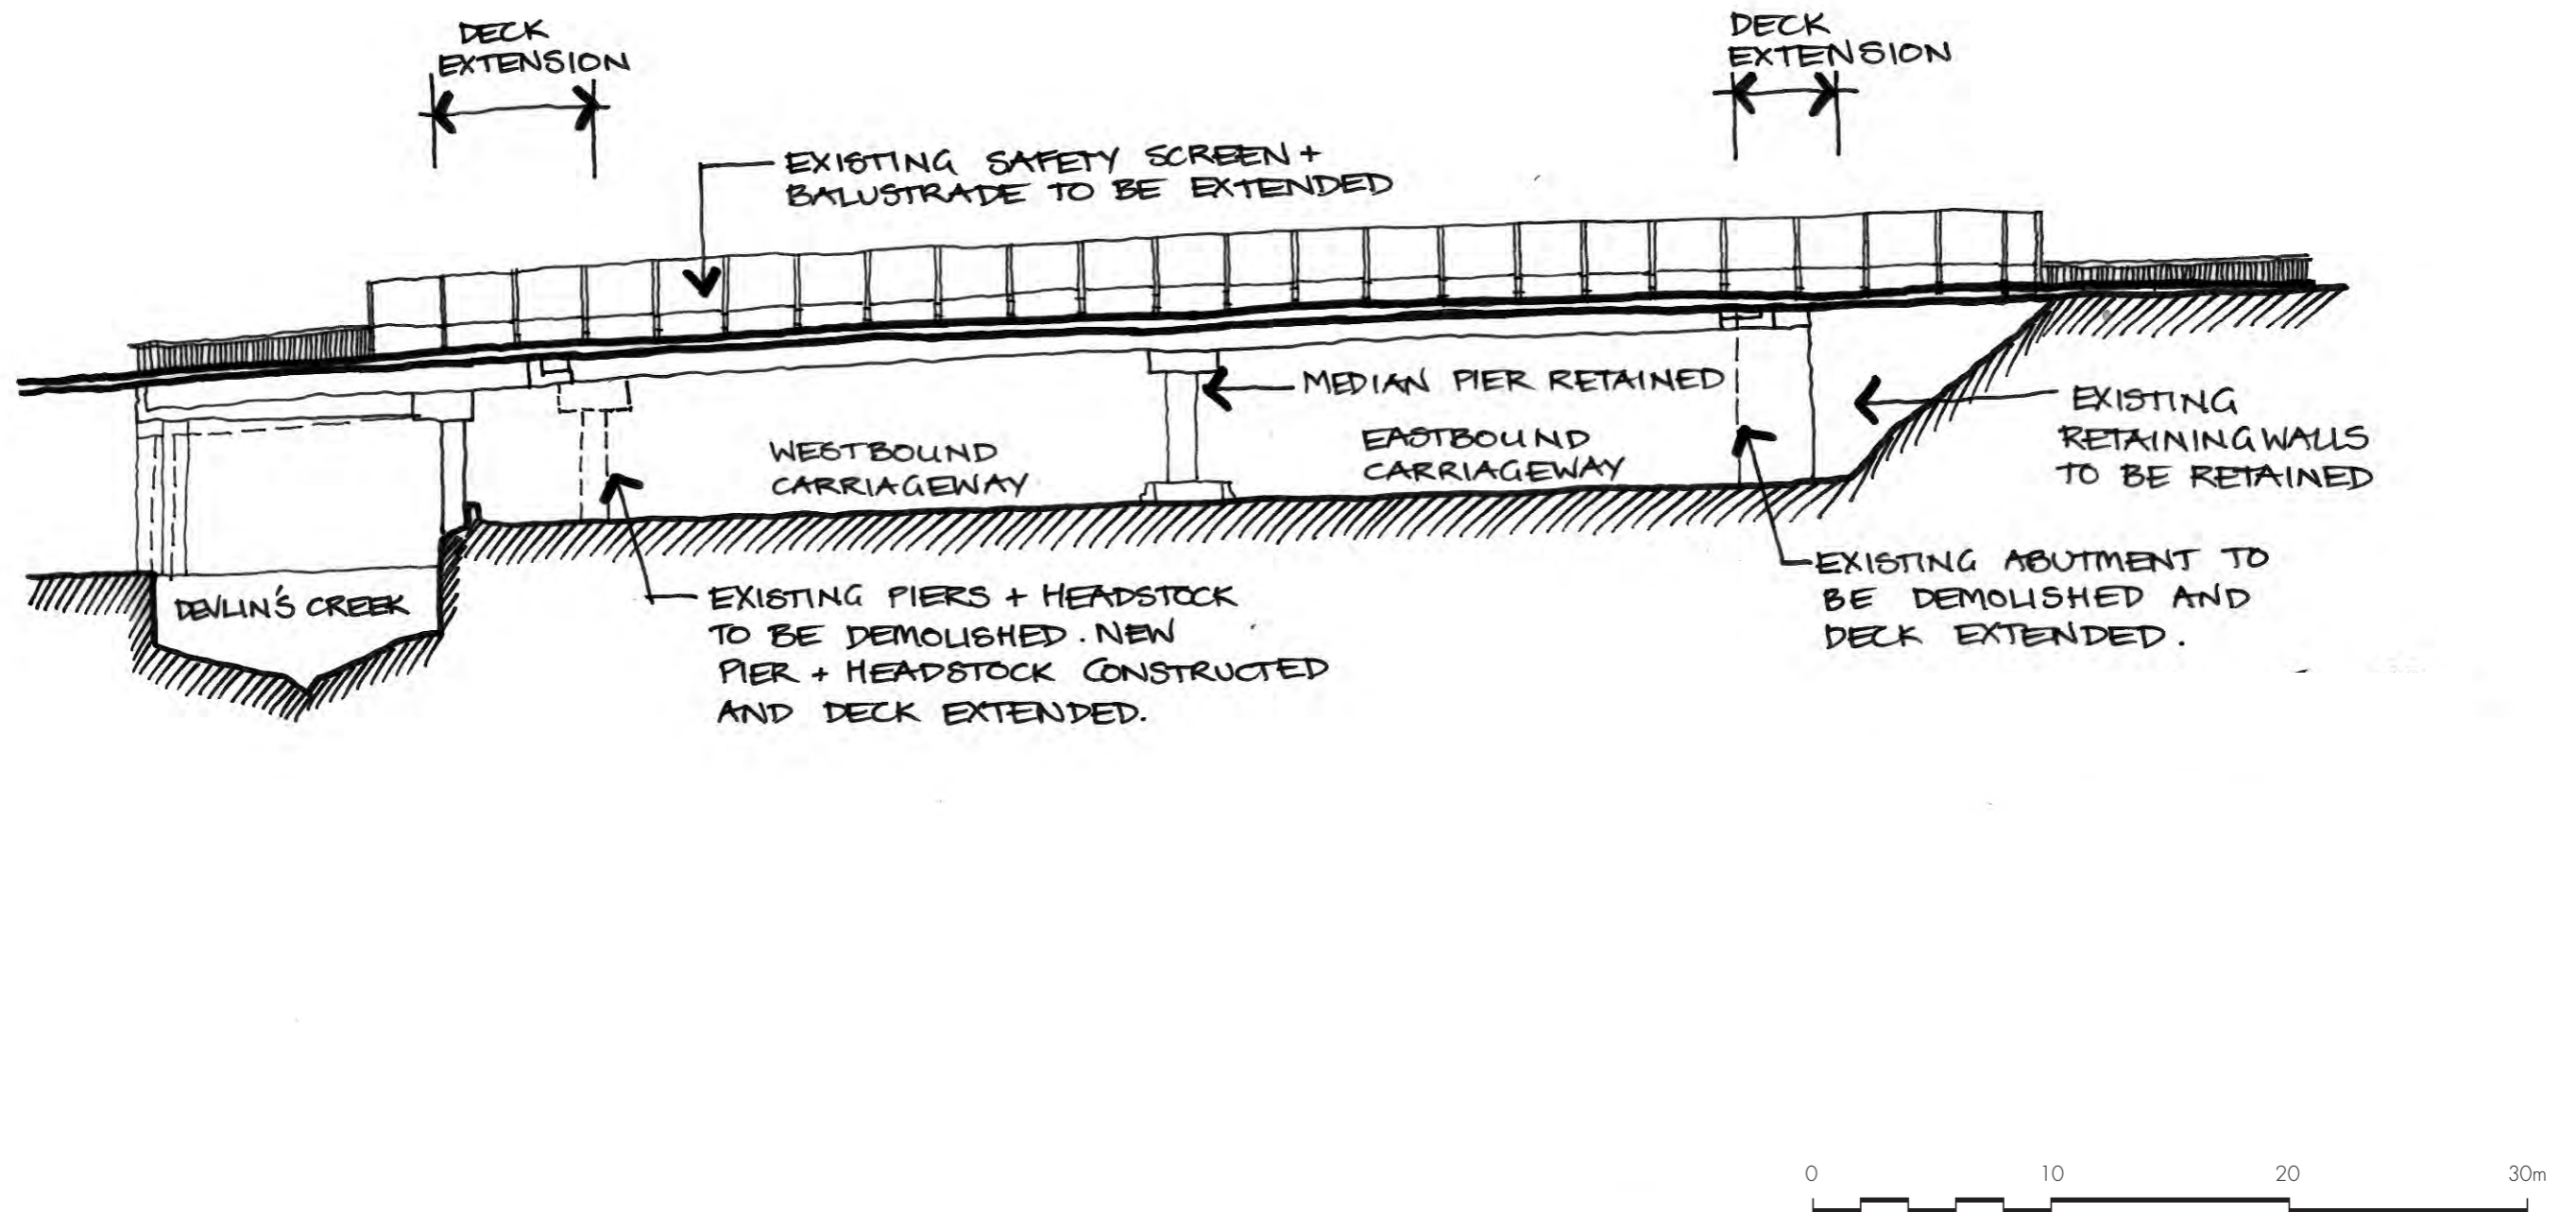 DECK
EXTENSION
DECK
EXTENSION
EXISTING SAFETY SCREEN +
BALUSTRADE TO BE EXTENDED
MEDIAN PIER RETAINED
WESTBOUND
CARRIAGEWAY
EASTBOUND
CARRIAGEWAY
EXISTING
RETAINING WALLS
TO BE RETAINED
DEVLIN'S CREEK
EXISTING PIERS + HEADSTOCK
TO BE DEMOLISHED. NEW
PIER + HEADSTOCK CONSTRUCTED
AND DECK EXTENDED.
EXISTING ABUTMENT TO
BE DEMOLISHED AND
DECK EXTENDED.
0 10 20 30m